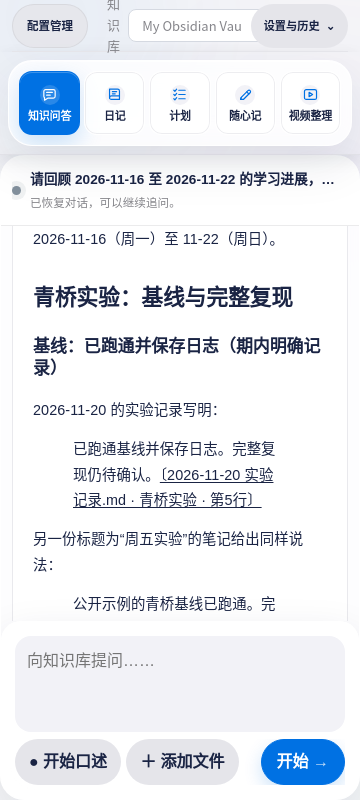 配置管理
知识库
My Obsidian Vau
设置与历史
知识问答
日记
计划
随心记
视频整理
请回顾 2026-11-16 至 2026-11-22 的学习进展，…
已恢复对话，可以继续追问。
2026-11-16（周一）至 11-22（周日）。
青桥实验：基线与完整复现
基线：已跑通并保存日志（期内明确记
录）
2026-11-20 的实验记录写明：
已跑通基线并保存日志。完整复
现仍待确认。〔2026-11-20 实验
记录.md · 青桥实验 · 第5行〕
另一份标题为“周五实验”的笔记给出同样说
法：
公开示例的青桥基线已跑通。完
向知识库提问……
● 开始口述
＋ 添加文件
开始 →